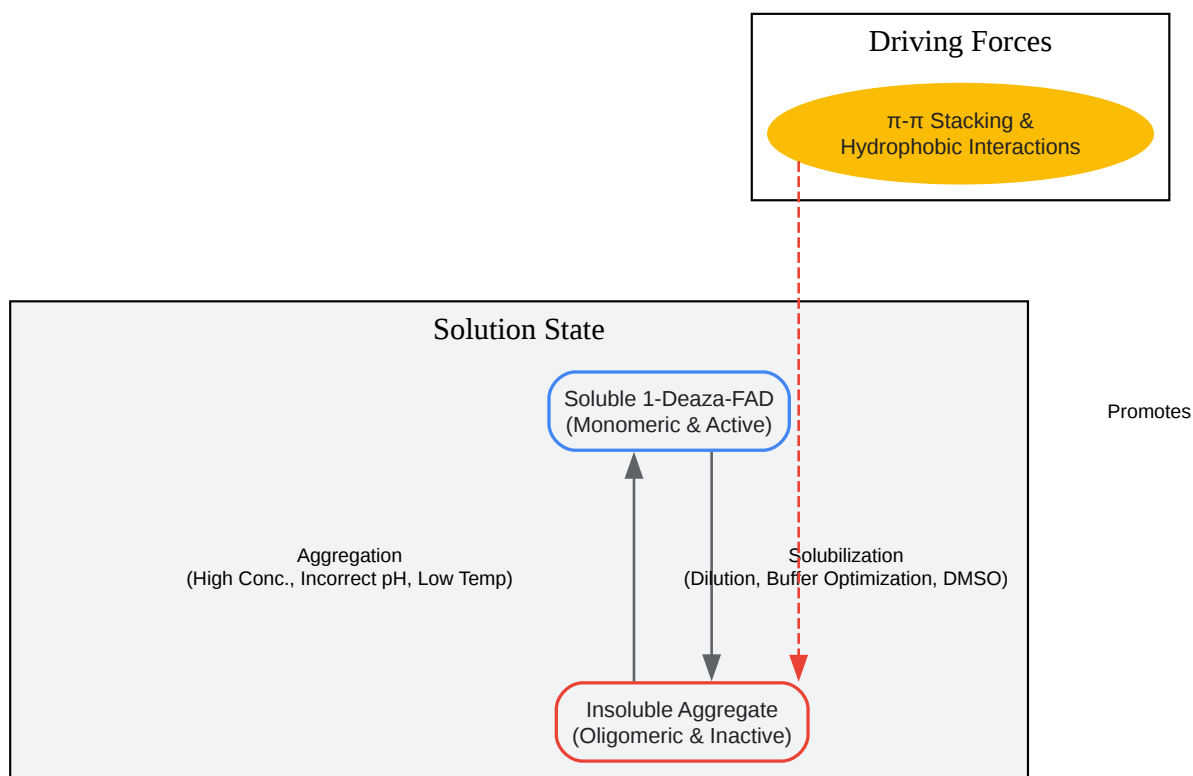 Driving Forces
π-π Stacking &
Hydrophobic Interactions
Solution State
Soluble 1-Deaza-FAD
(Monomeric & Active)
Promotes
Aggregation
(High Conc., Incorrect pH, Low Temp)
Solubilization
(Dilution, Buffer Optimization, DMSO)
Insoluble Aggregate
(Oligomeric & Inactive)